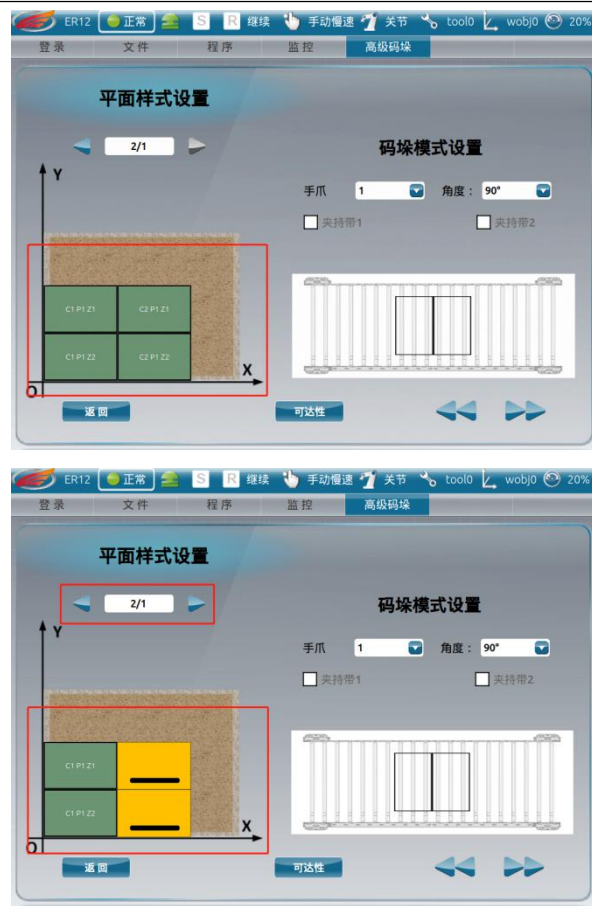 ER12 正常 S R 继续 手动慢速 关节 tool0 wobj0 20%
登录 文件 程序 监控 高级码垛
平面样式设置
2/1
码垛模式设置
Y
手爪 1 角度： 90°
夹持带1 夹持带2
C1 P1 Z1 C2 P1 Z1
C1 P1 Z2 C2 P1 Z2
X
O
返回 可达性
ER12 正常 S R 继续 手动慢速 关节 tool0 wobj0 20%
登录 文件 程序 监控 高级码垛
平面样式设置
2/1
码垛模式设置
Y
手爪 1 角度： 90°
夹持带1 夹持带2
C1 P1 Z1
C1 P1 Z2
X
O
返回 可达性